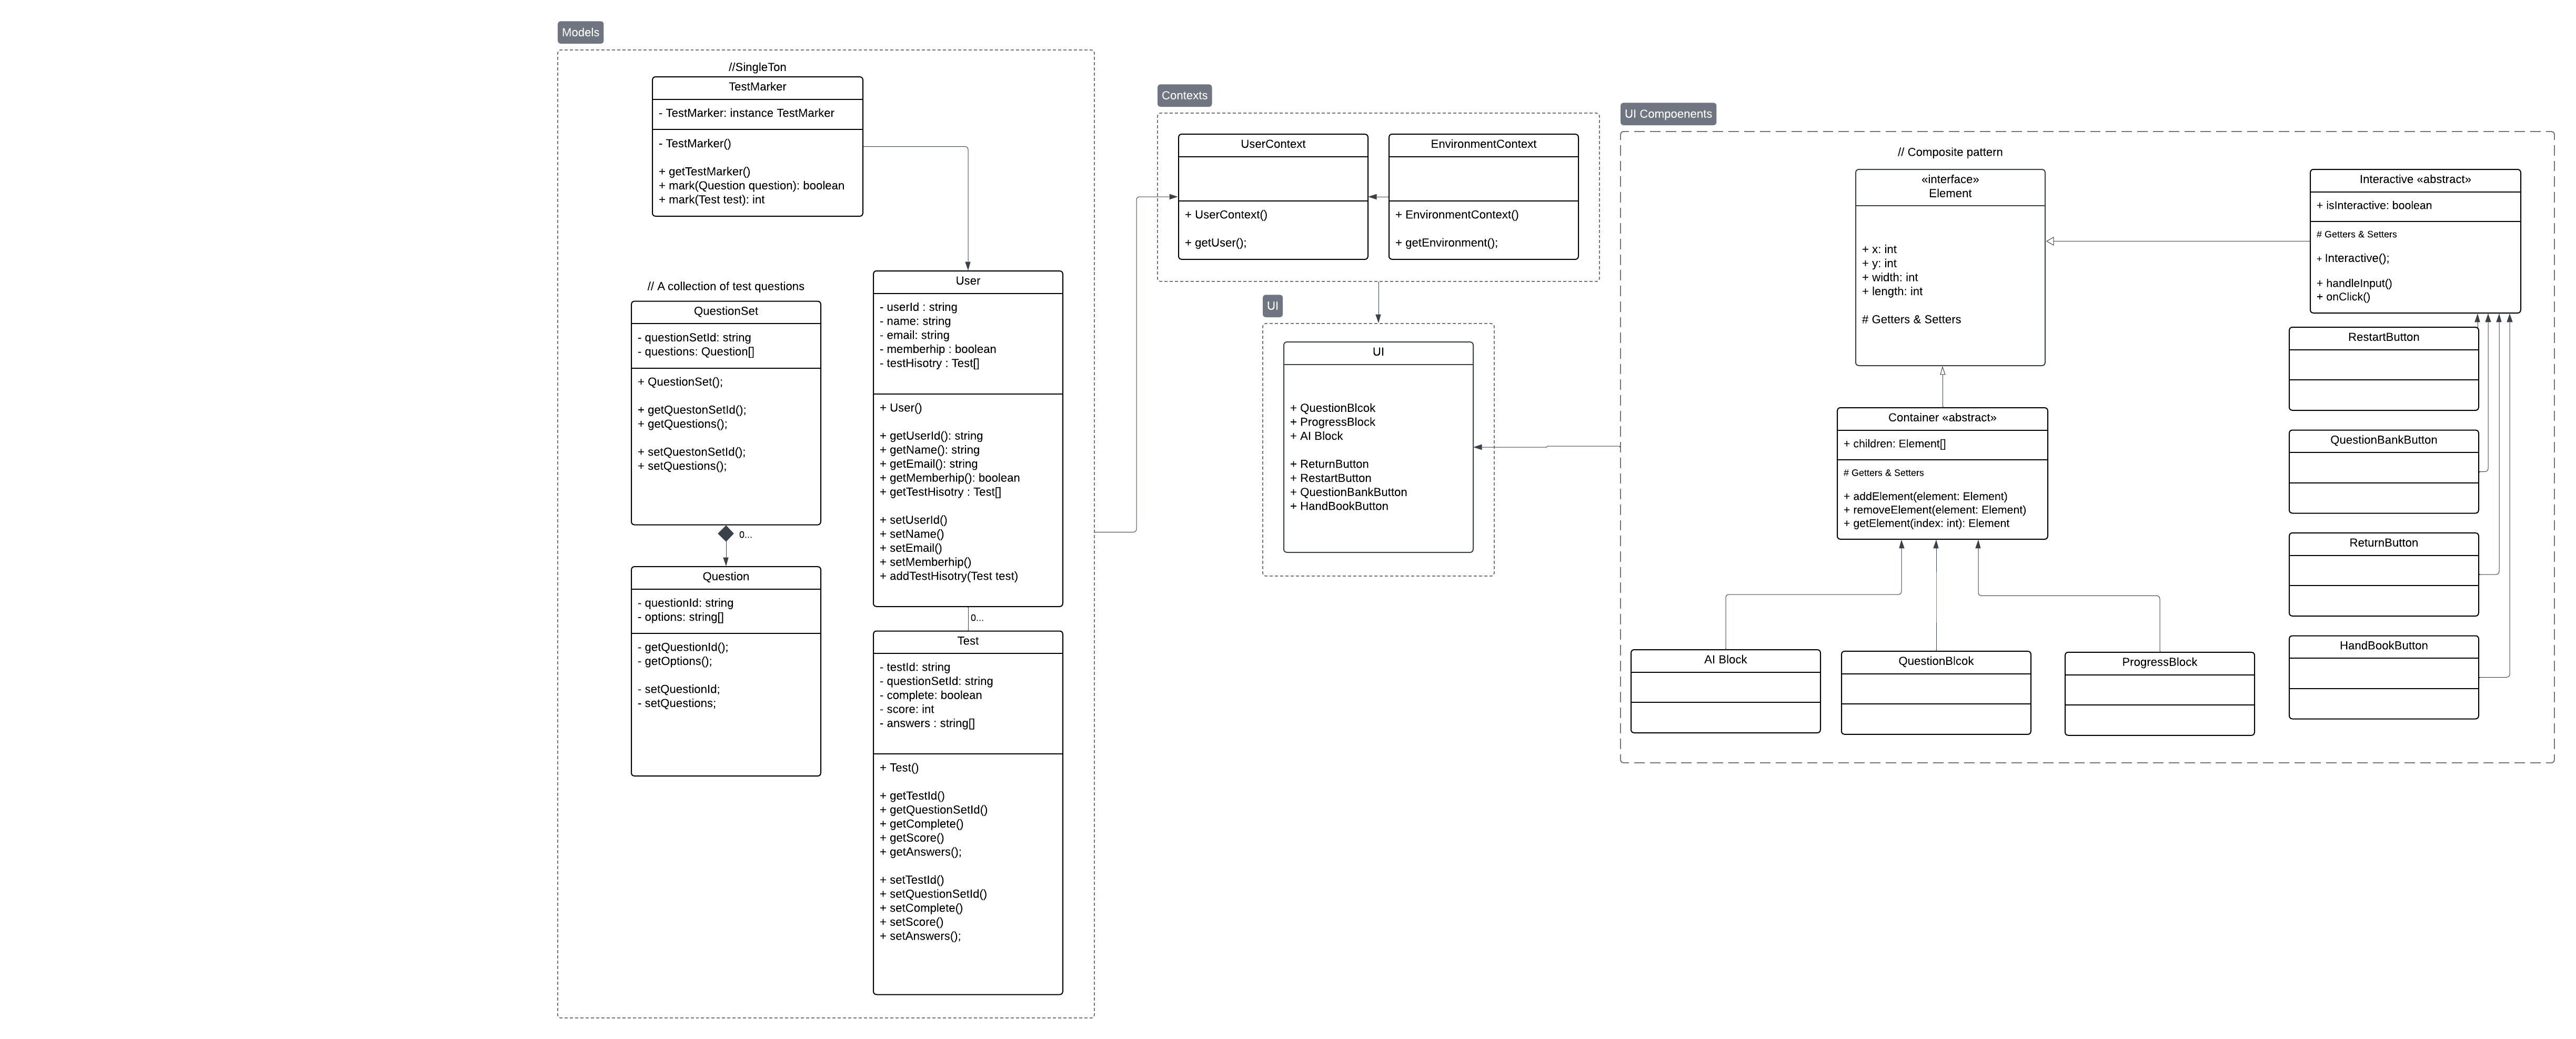 Models
//SingleTon
TestMarker
- TestMarker: instance TestMarker
- TestMarker()
+ getTestMarker()
+ mark(Question question): boolean
+ mark(Test test): int
// A collection of test questions
QuestionSet
- questionSetId: string
- questions: Question[]
+ QuestionSet();
+ getQuestonSetId();
+ getQuestions();
+ setQuestonSetId();
+ setQuestions();
0...
Question
- questionId: string
- options: string[]
- getQuestionId();
- getOptions();
- setQuestionId;
- setQuestions;
User
- userId : string
- name: string
- email: string
- memberhip : boolean
- testHisotry : Test[]
+ User()
+ getUserId(): string
+ getName(): string
+ getEmail(): string
+ getMemberhip(): boolean
+ getTestHisotry : Test[]
+ setUserId()
+ setName()
+ setEmail()
+ setMemberhip()
+ addTestHisotry(Test test)
0...
Test
- testId: string
- questionSetId: string
- complete: boolean
- score: int
- answers : string[]
+ Test()
+ getTestId()
+ getQuestionSetId()
+ getComplete()
+ getScore()
+ getAnswers();
+ setTestId()
+ setQuestionSetId()
+ setComplete()
+ setScore()
+ setAnswers();
Contexts
UserContext
+ UserContext()
+ getUser();
EnvironmentContext
+ EnvironmentContext()
+ getEnvironment();
UI
UI
+ QuestionBlcok
+ ProgressBlock
+ AI Block
+ ReturnButton
+ RestartButton
+ QuestionBankButton
+ HandBookButton
UI Compoenents
// Composite pattern
«interface»
Element
+ x: int
+ y: int
+ width: int
+ length: int
# Getters & Setters
Container «abstract»
+ children: Element[]
# Getters & Setters
+ addElement(element: Element)
+ removeElement(element: Element)
+ getElement(index: int): Element
AI Block
QuestionBlcok
ProgressBlock
Interactive «abstract»
+ isInteractive: boolean
# Getters & Setters
+ Interactive();
+ handleInput()
+ onClick()
RestartButton
QuestionBankButton
ReturnButton
HandBookButton